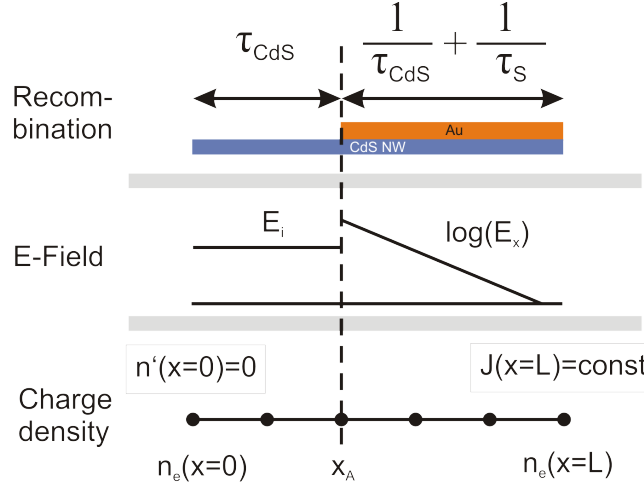 τCdS
1/τCdS + 1/τS
Recom-
bination
Au
CdS NW
Ei
log(Ex)
E-Field
n‘(x=0)=0
J(x=L)=const
Charge
density
ne(x=0)
xA
ne(x=L)